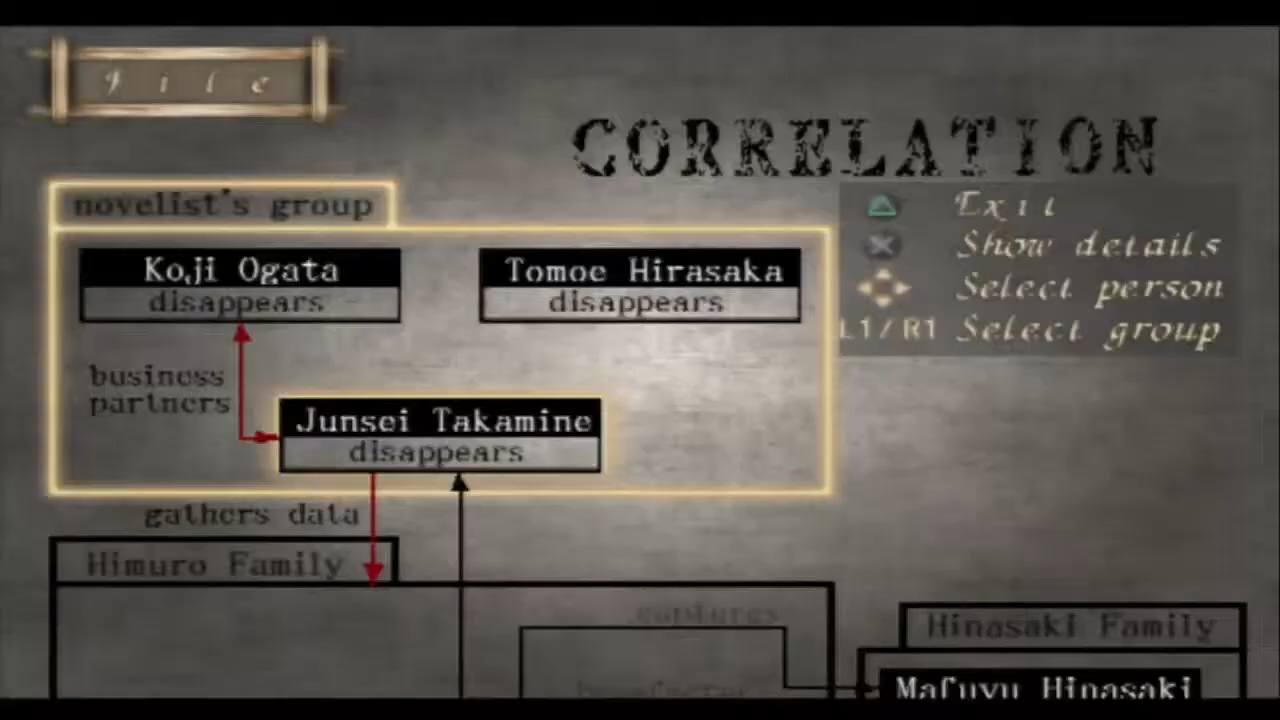 File
CORRELATION
novelist's group
Exit
Show details
Select person
L1/R1 Select group
Koji Ogata
disappears
Tomoe Hirasaka
disappears
business
partners
Junsei Takamine
disappears
gathers data
Himuro Family
captures
Hinasaki Family
Mafuyu Hinasaki